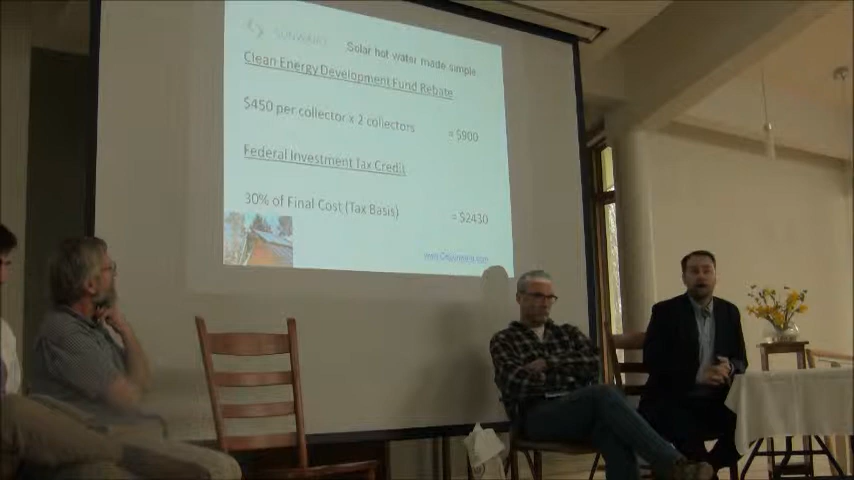 SUNWARD
Solar hot water made simple
Clean Energy Development Fund Rebate
$450 per collector x 2 collectors = $900
Federal Investment Tax Credit
30% of Final Cost (Tax Basis) = $2430